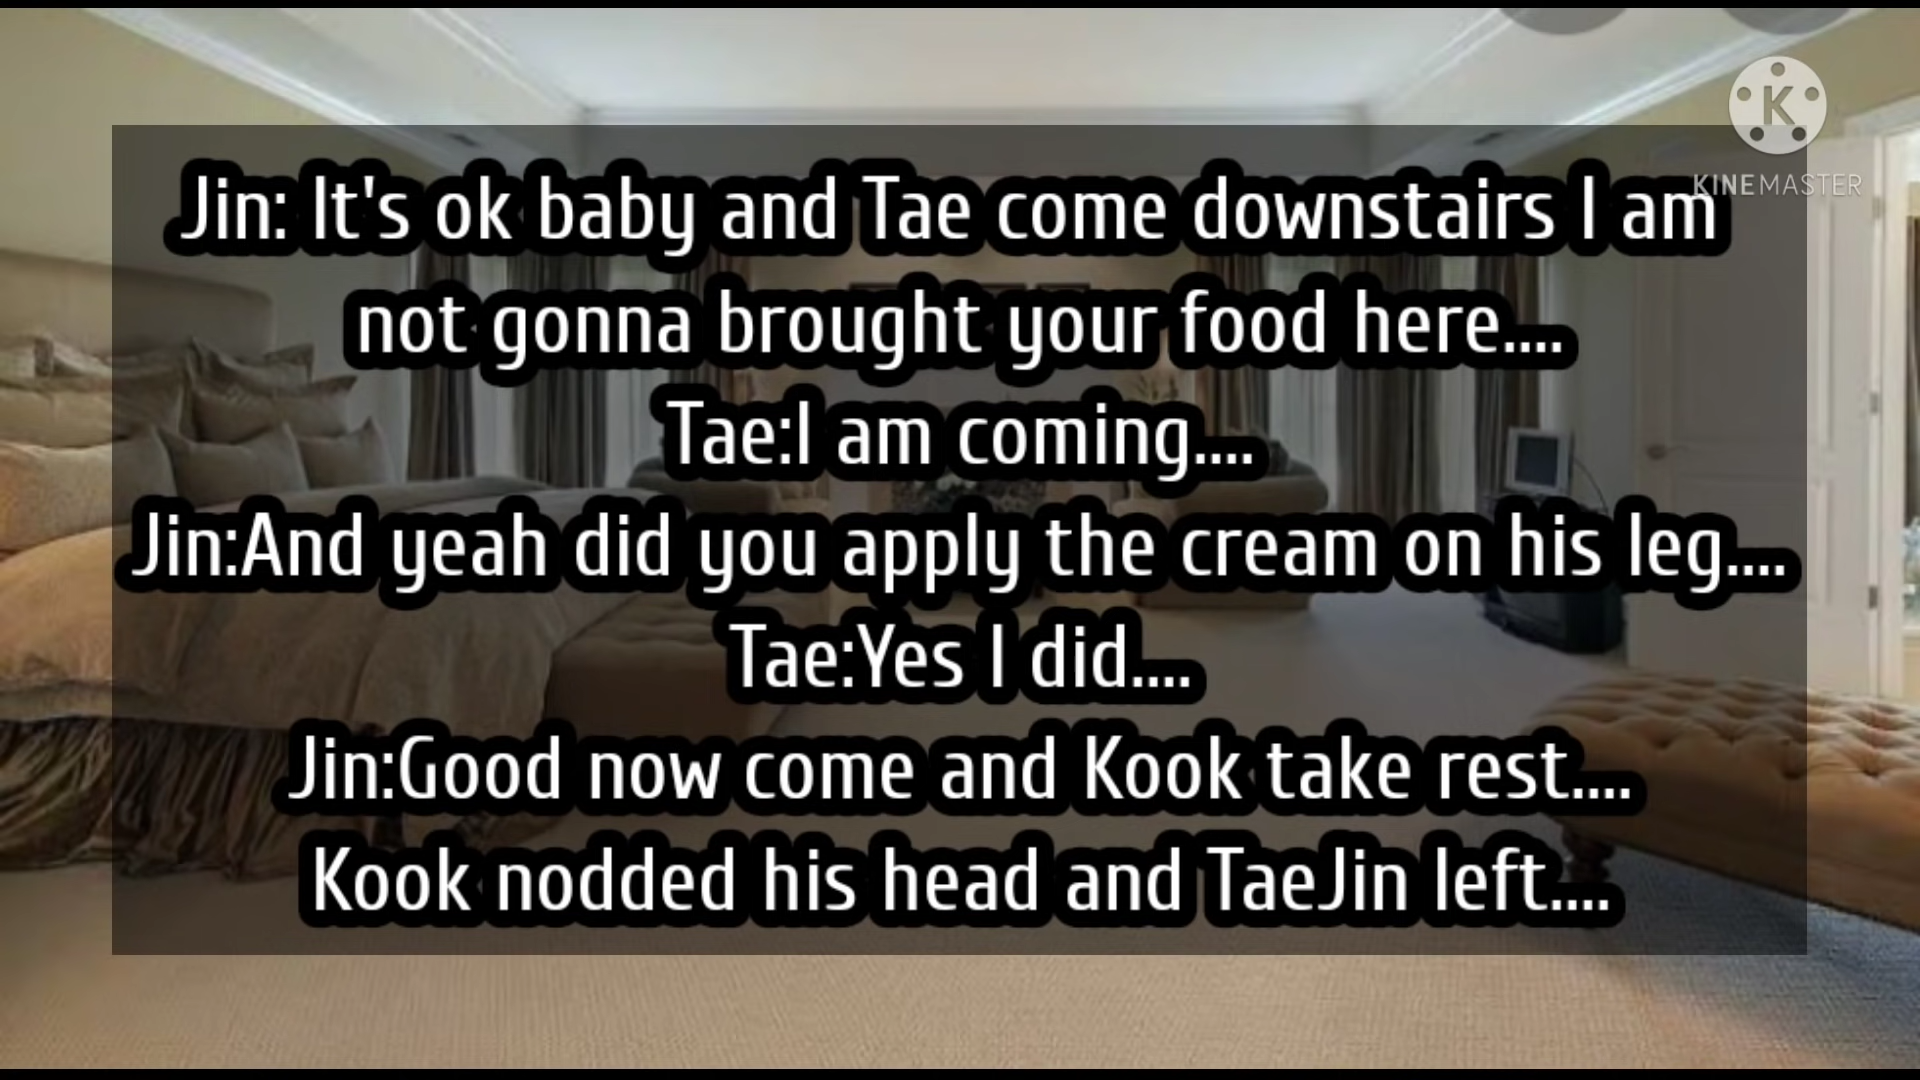 KINEMASTER
Jin: It's ok baby and Tae come downstairs I am
not gonna brought your food here....
Tae:I am coming....
Jin:And yeah did you apply the cream on his leg....
Tae:Yes I did....
Jin:Good now come and Kook take rest....
Kook nodded his head and TaeJin left....